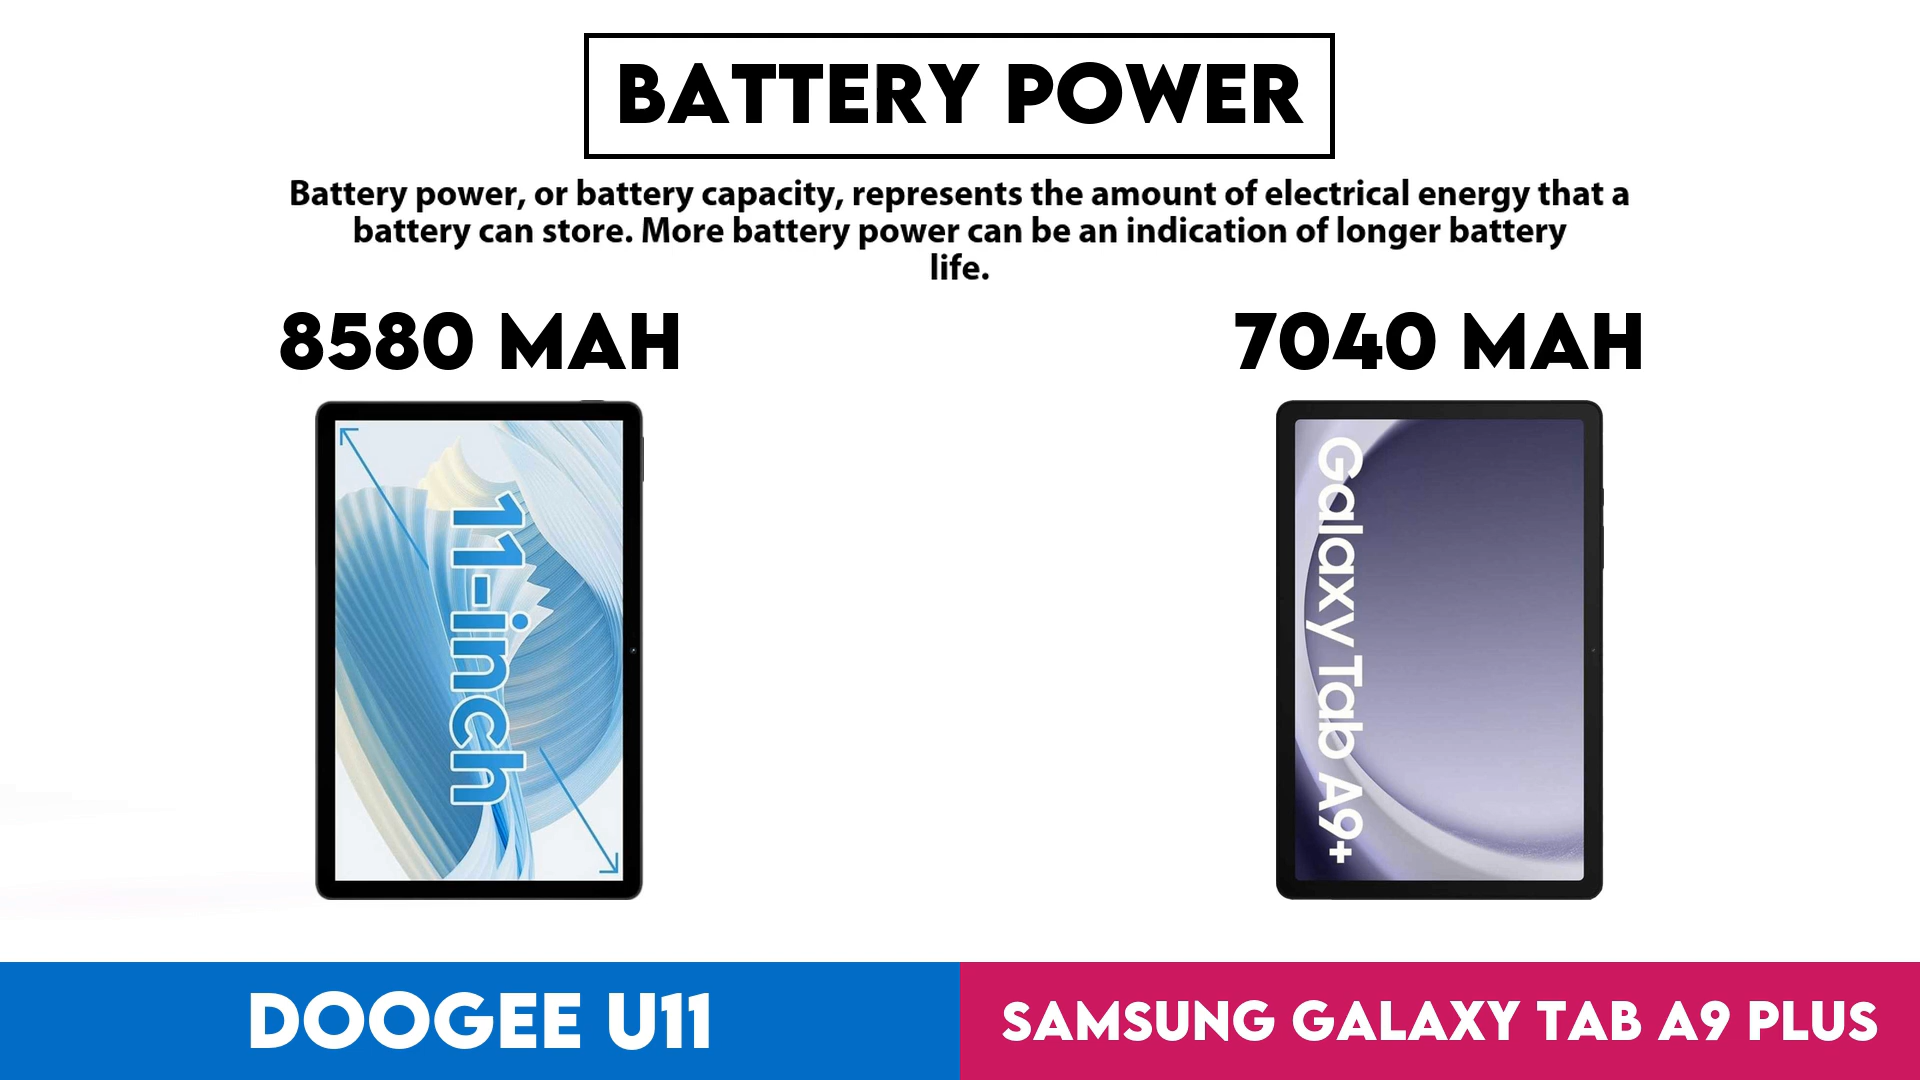 BATTERY POWER
Battery power, or battery capacity, represents the amount of electrical energy that a
battery can store. More battery power can be an indication of longer battery
life.
8580 MAH
7040 MAH
11-inch
Galaxy Tab A9+
DOOGEE U11
SAMSUNG GALAXY TAB A9 PLUS